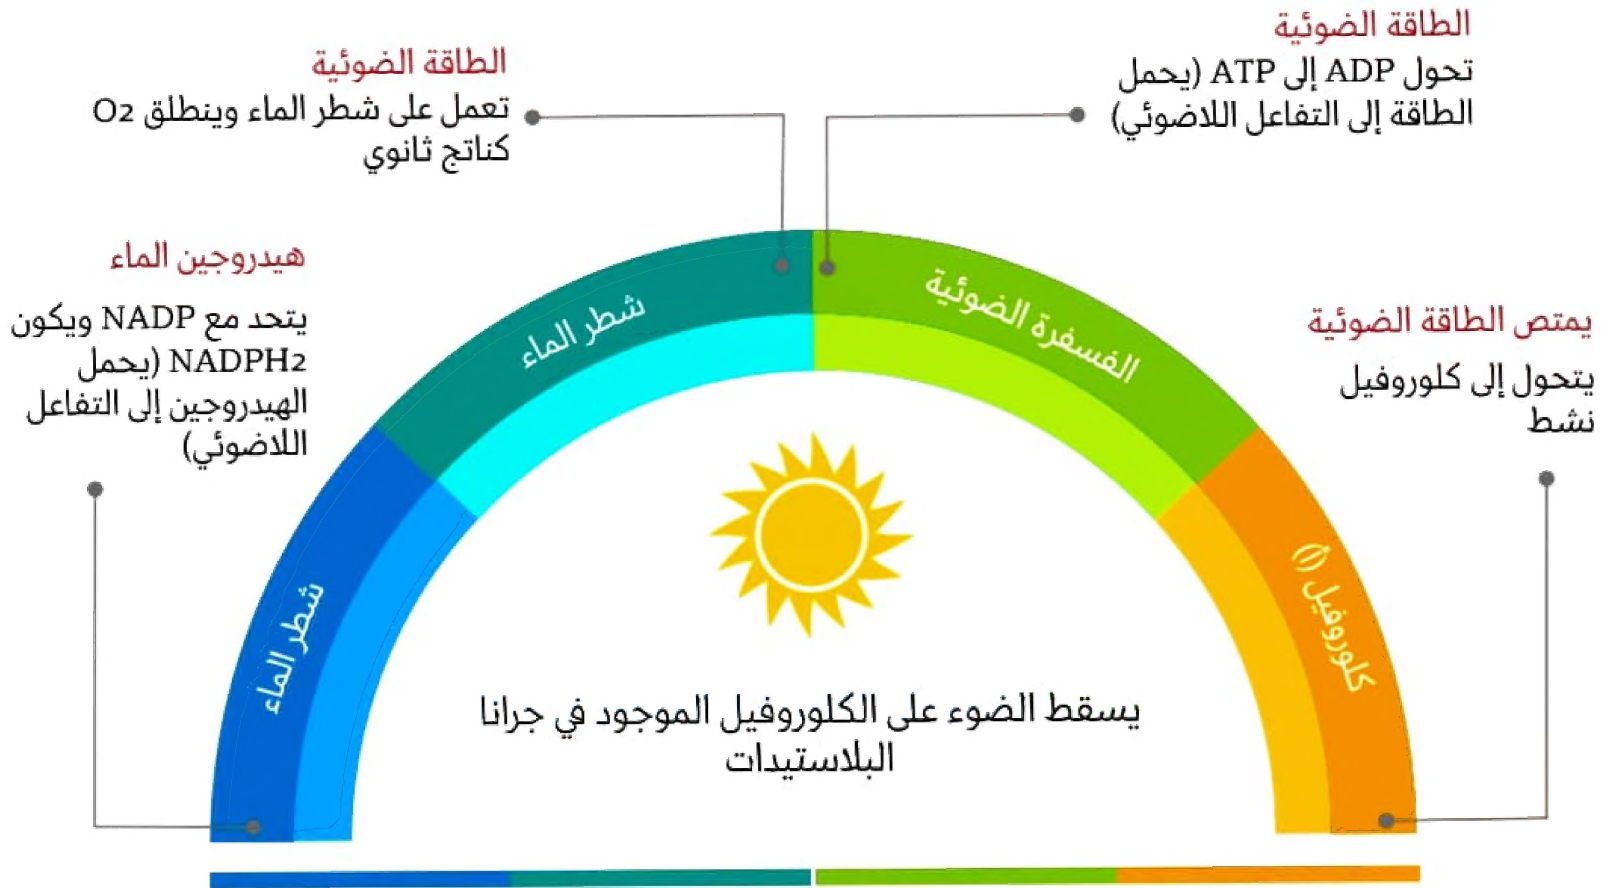 الطاقة الضوئية
تحول ADP إلى ATP (يحمل
الطاقة إلى التفاعل اللاضوئي)
الطاقة الضوئية
تعمل على شطر الماء وينطلق O2
كناتج ثانوي
يمتص الطاقة الضوئية
يتحول إلى كلوروفيل
نشط
هيدروجين الماء
يتحد مع NADP ويكون
NADPH2 (يحمل
الهيدروجين إلى التفاعل
اللاضوئي)
كلوروفيل (أ)
الفسفرة الضوئية
شطر الماء
شطر الماء
يسقط الضوء على الكلوروفيل الموجود في جرانا
البلاستيدات